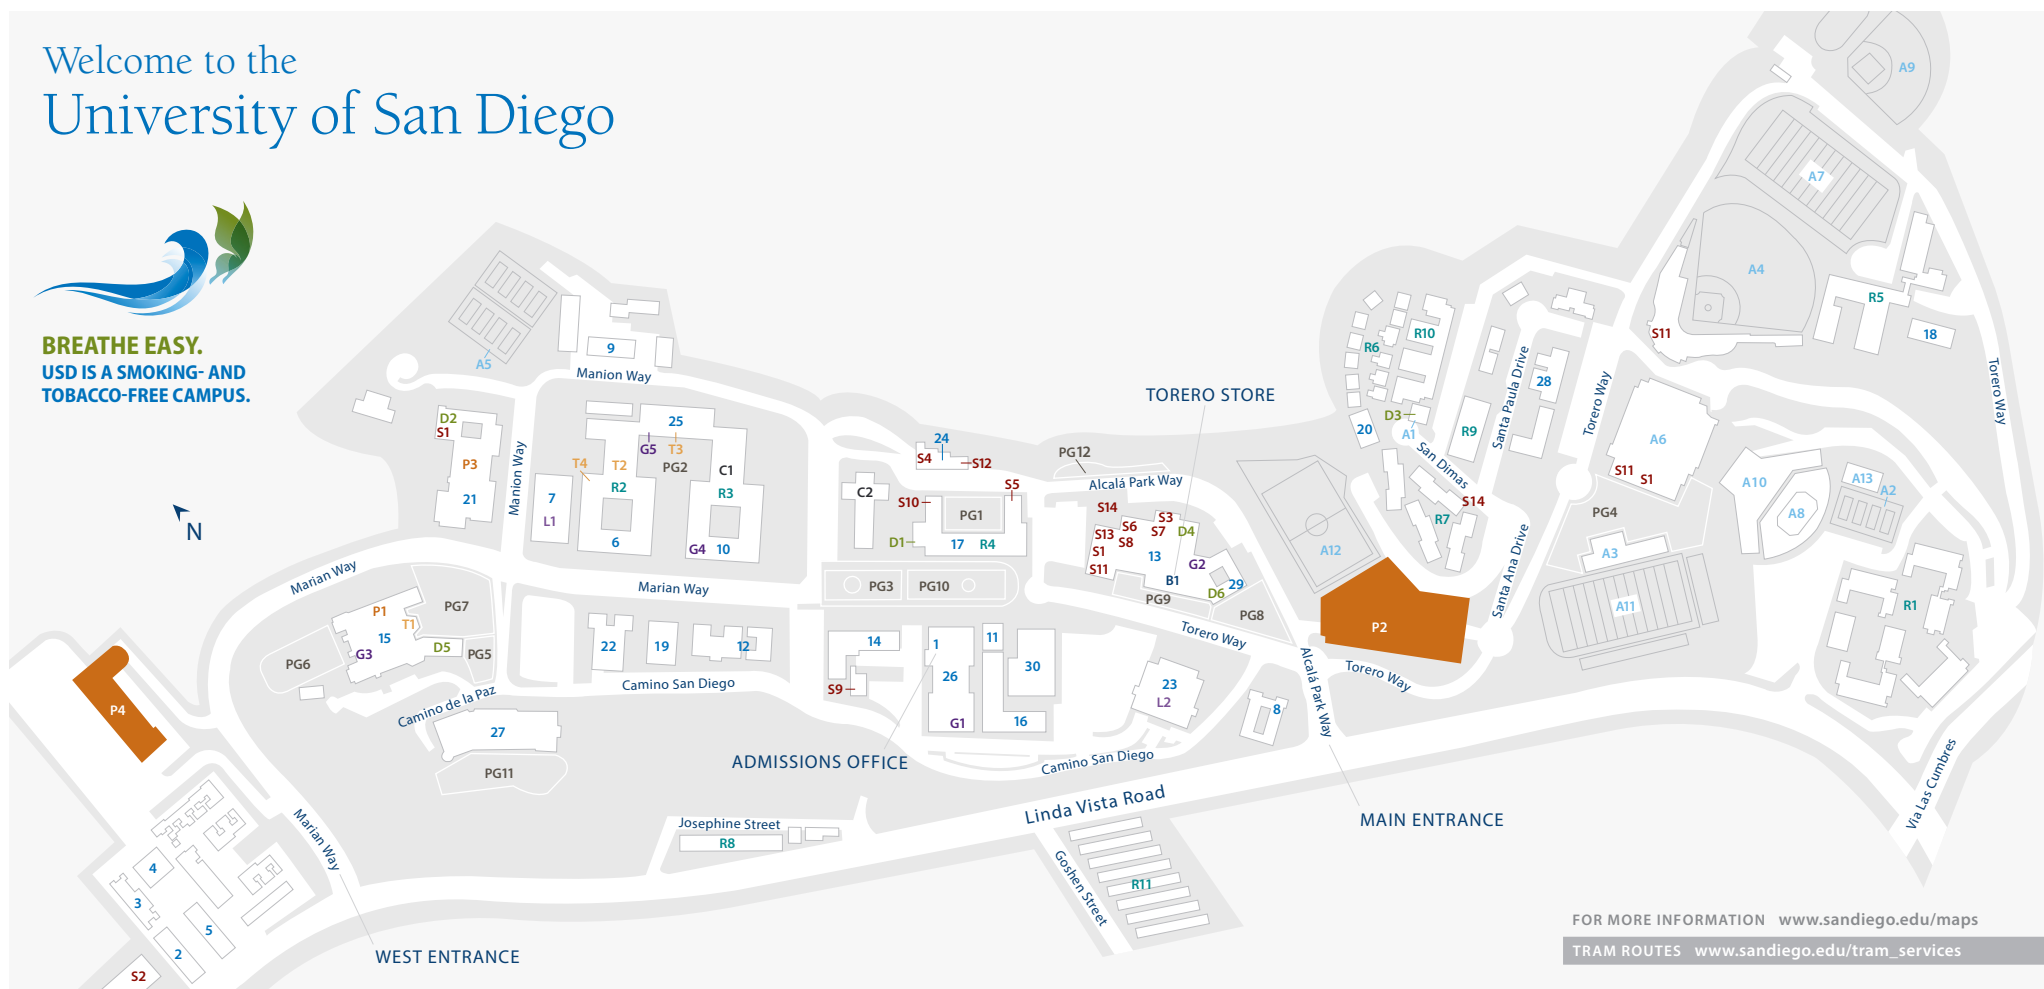 Welcome to the
University of San Diego
BREATHE EASY.
USD IS A SMOKING- AND
TOBACCO-FREE CAMPUS.
N
A9
A7
A4
R5
18
S11
Torero Way
A5
9
Manion Way
D2
S1
P3
21
Manion Way
25
G5
T3
T4
T2
PG2
C1
R2
R3
7
L1
6
G4
10
24
S4
S12
C2
S10
S5
PG1
D1
17
R4
PG12
Alcalá Park Way
TORERO STORE
S14
S3
S6
S7
D4
S13
S8
S1
13
S11
G2
B1
29
D6
PG9
PG8
R6
R10
D3
A1
20
R9
28
Santa Paula Drive
Torero Way
San Dimas
S14
R7
A6
S11
S1
PG4
A10
A8
A13
A2
A12
A3
A11
R1
Santa Ana Drive
P2
Marian Way
Marian Way
PG3
PG10
P1
T1
15
G3
D5
PG7
PG6
PG5
22
19
12
14
1
11
26
30
S9
G1
16
Torero Way
Alcalá Park Way
Torero Way
23
L2
8
P4
Camino de la Paz
Camino San Diego
27
PG11
ADMISSIONS OFFICE
Camino San Diego
Linda Vista Road
MAIN ENTRANCE
Via Las Cumbres
Josephine Street
R8
Marian Way
Goshen Street
R11
4
3
5
2
S2
WEST ENTRANCE
FOR MORE INFORMATION www.sandiego.edu/maps
TRAM ROUTES www.sandiego.edu/tram_services